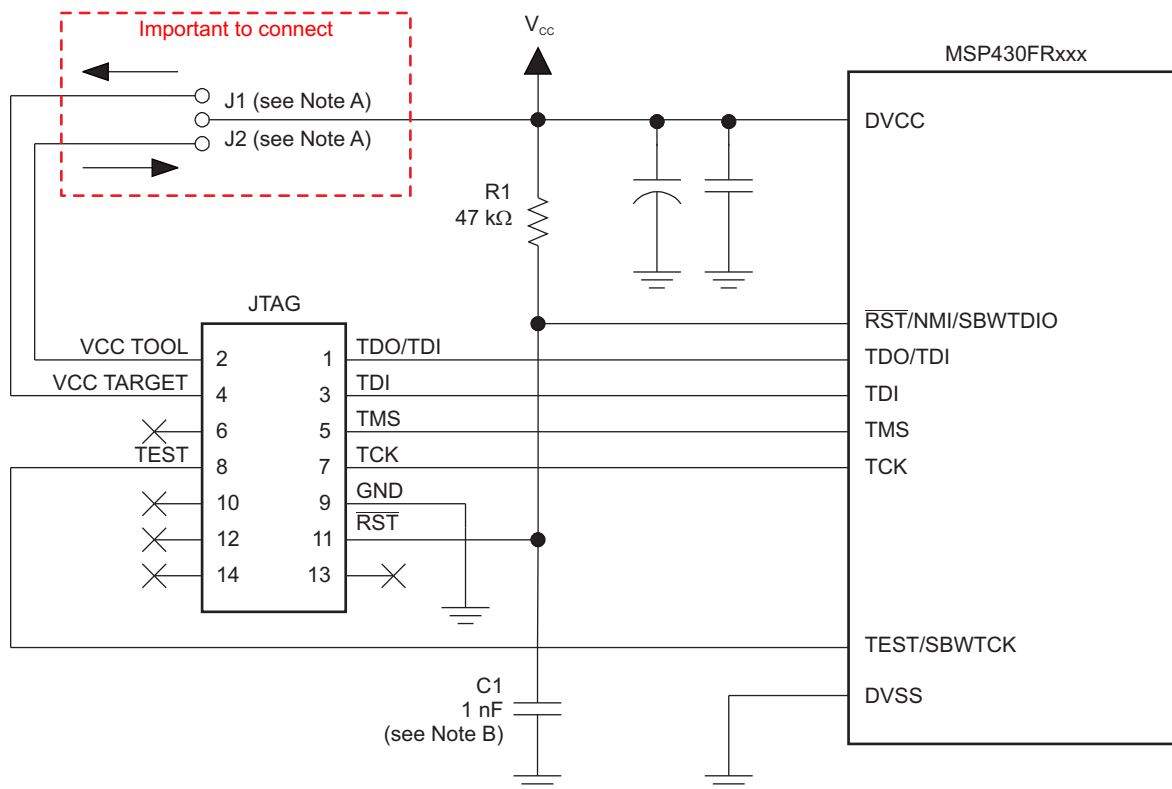 Important to connect
V_CC
MSP430FRxxx
J1 (see Note A)
J2 (see Note A)
DVCC
R1
47 kΩ
JTAG
RST/NMI/SBWTDIO
VCC TOOL
2
1
TDO/TDI
TDO/TDI
VCC TARGET
4
3
TDI
TDI
6
5
TMS
TMS
TEST
8
7
TCK
TCK
10
9
GND
12
11
RST
14
13
TEST/SBWTCK
C1
1 nF
(see Note B)
DVSS